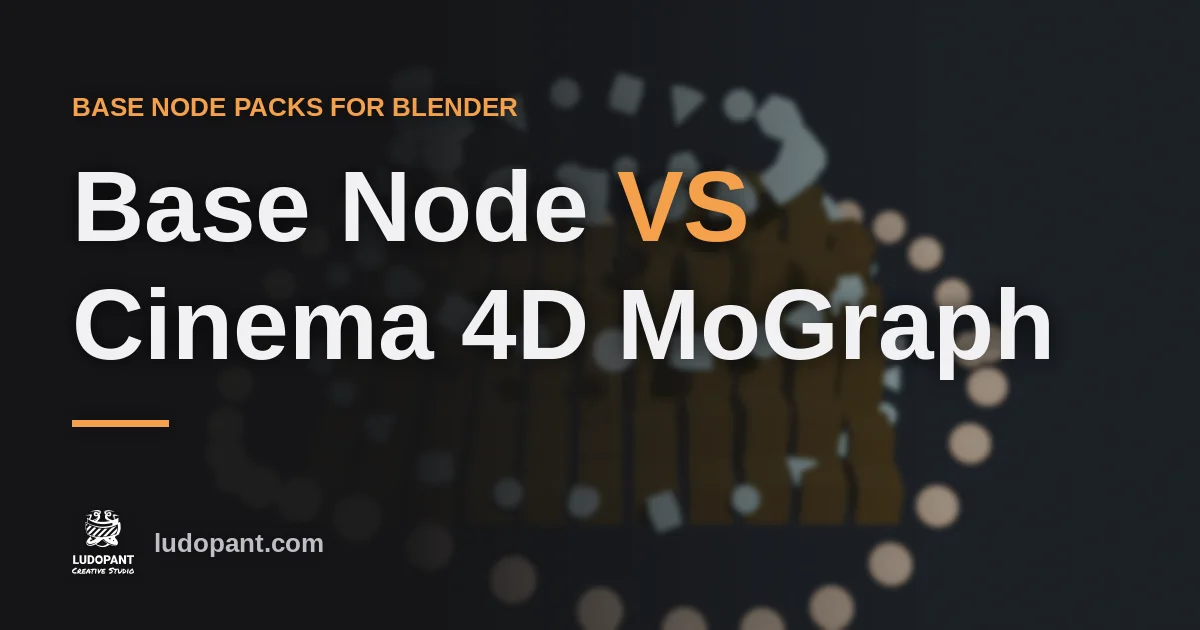 BASE NODE PACKS FOR BLENDER
Base Node VS
Cinema 4D MoGraph
LUDOPANT
CREATIVE STUDIO
ludopant.com